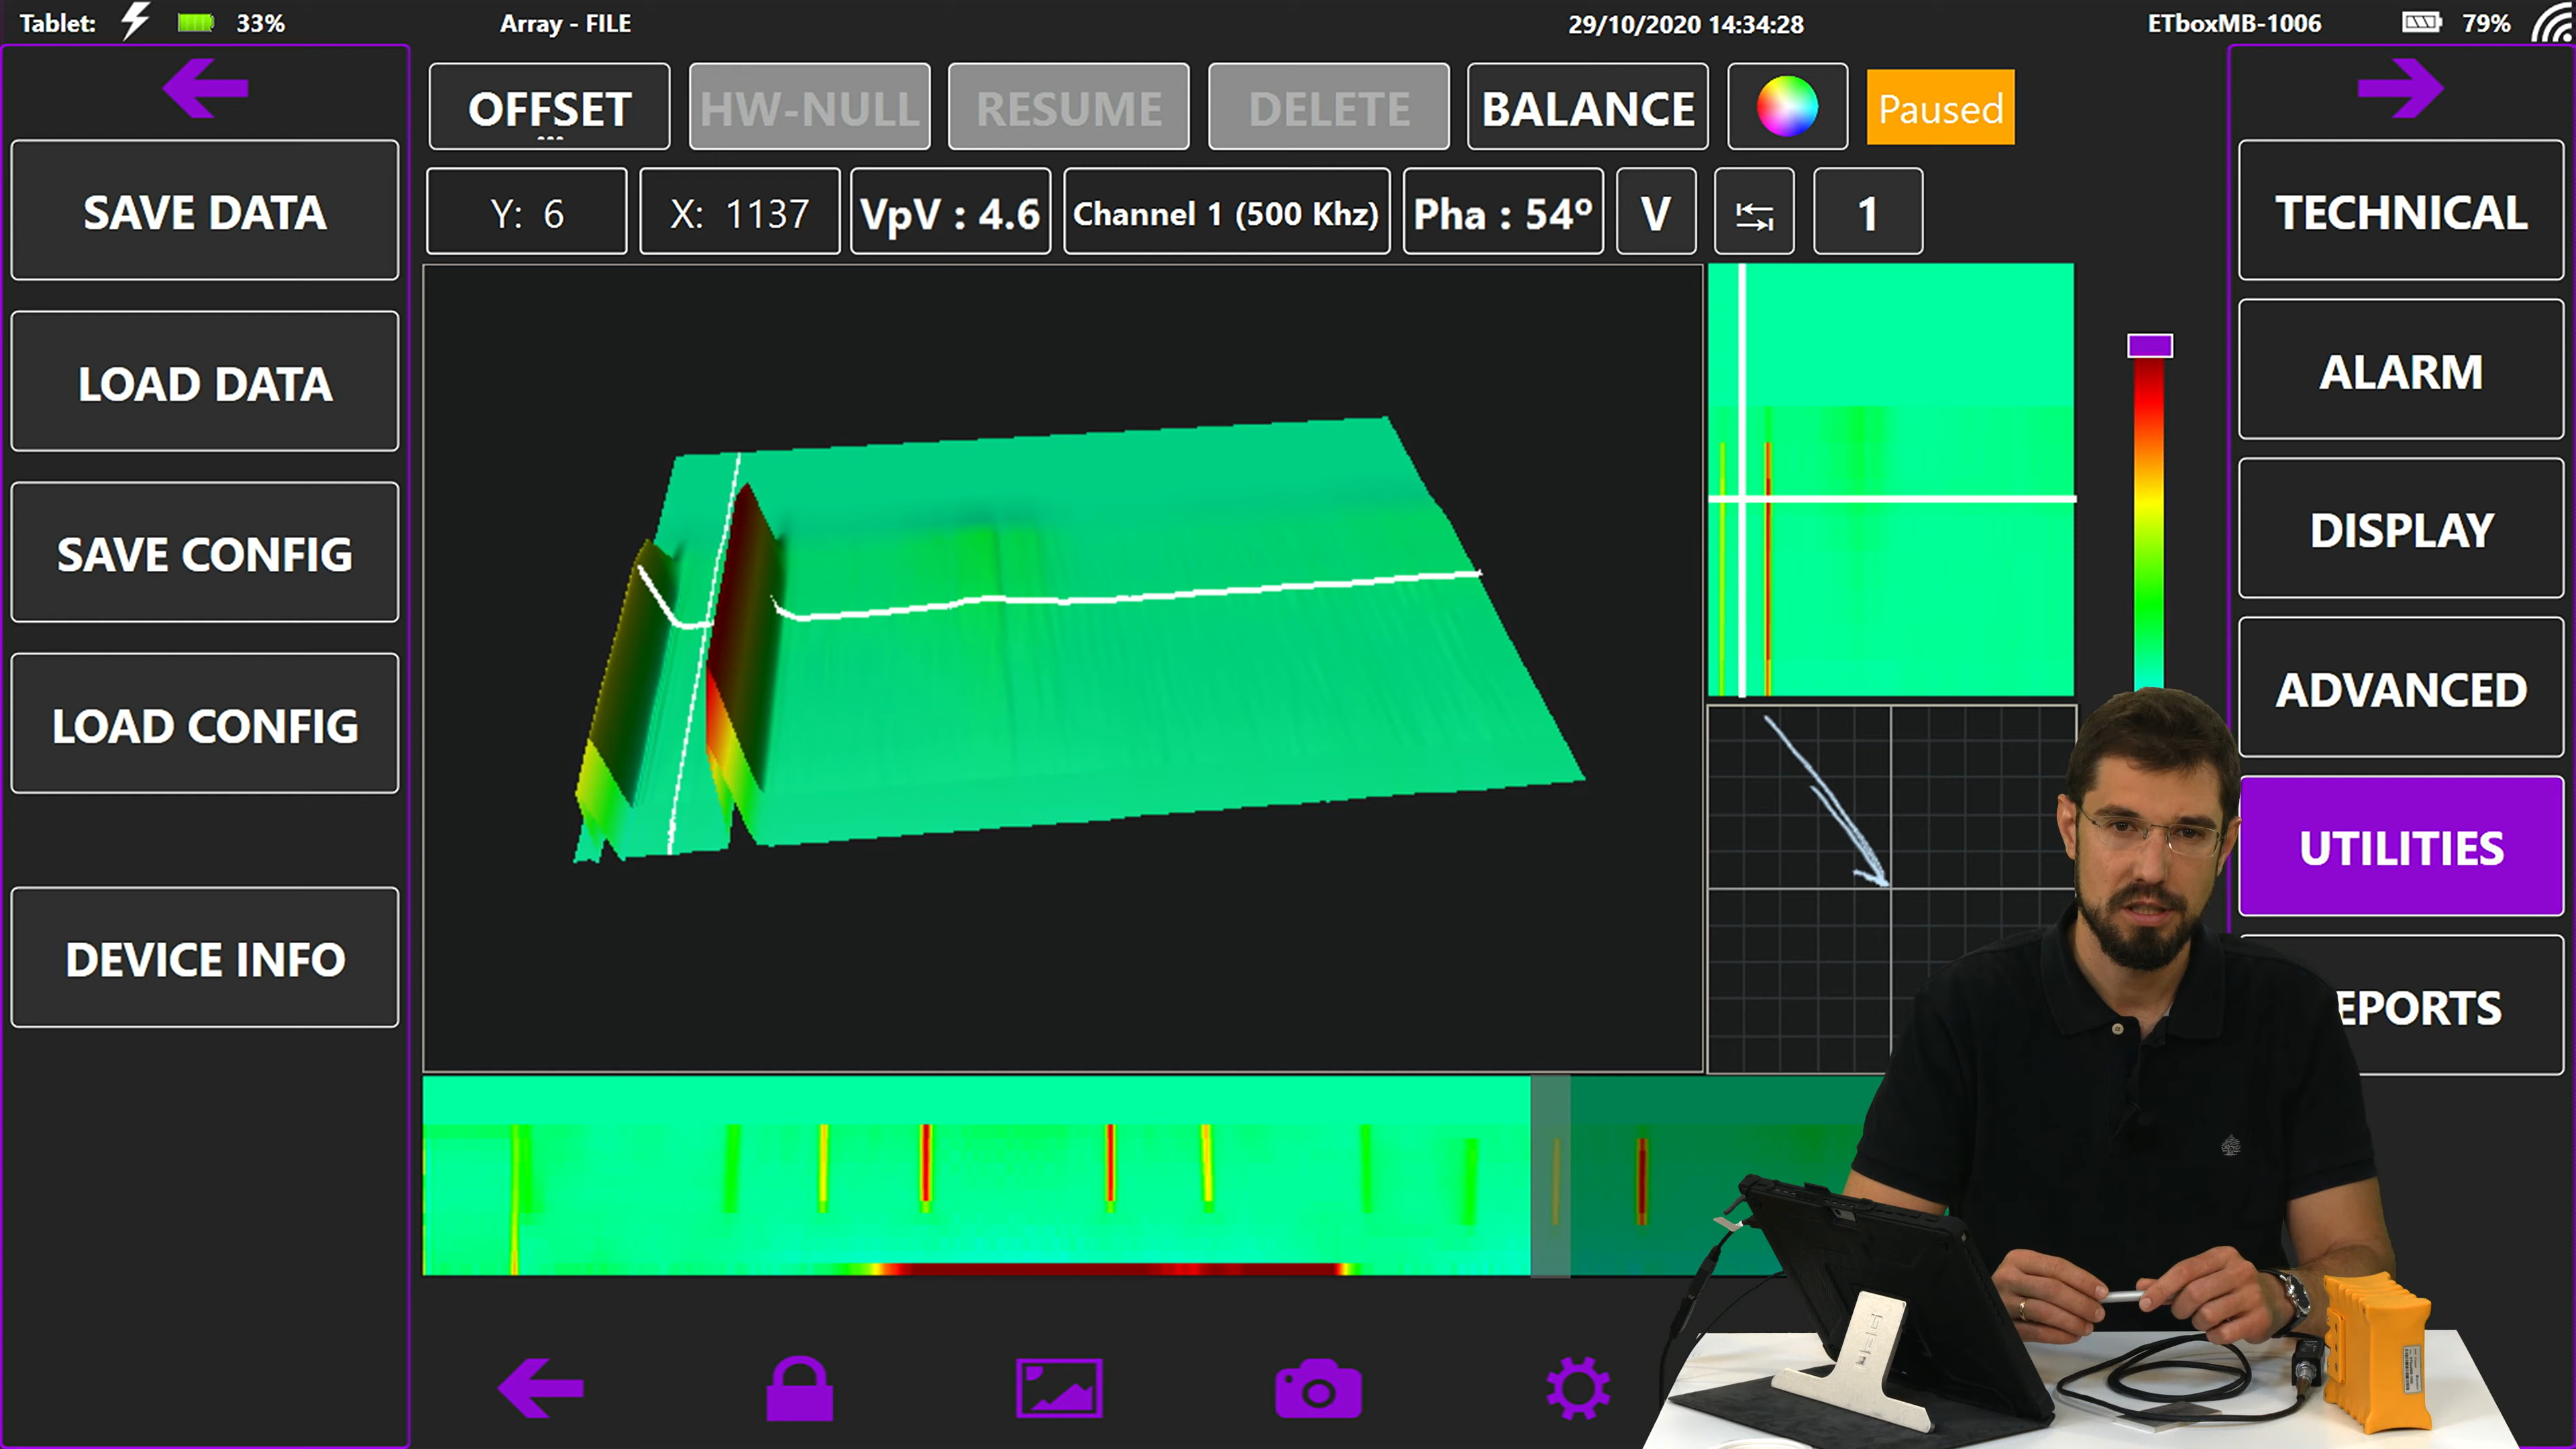 Tablet: 33% Array - FILE 29/10/2020 14:34:28 ETboxMB-1006 79%
OFFSET ... HW-NULL RESUME DELETE BALANCE Paused
Y: 6 X: 1137 VpV : 4.6 Channel 1 (500 Khz) Pha : 54º V 1
SAVE DATA
LOAD DATA
SAVE CONFIG
LOAD CONFIG
DEVICE INFO
TECHNICAL
ALARM
DISPLAY
ADVANCED
UTILITIES
EPORTS